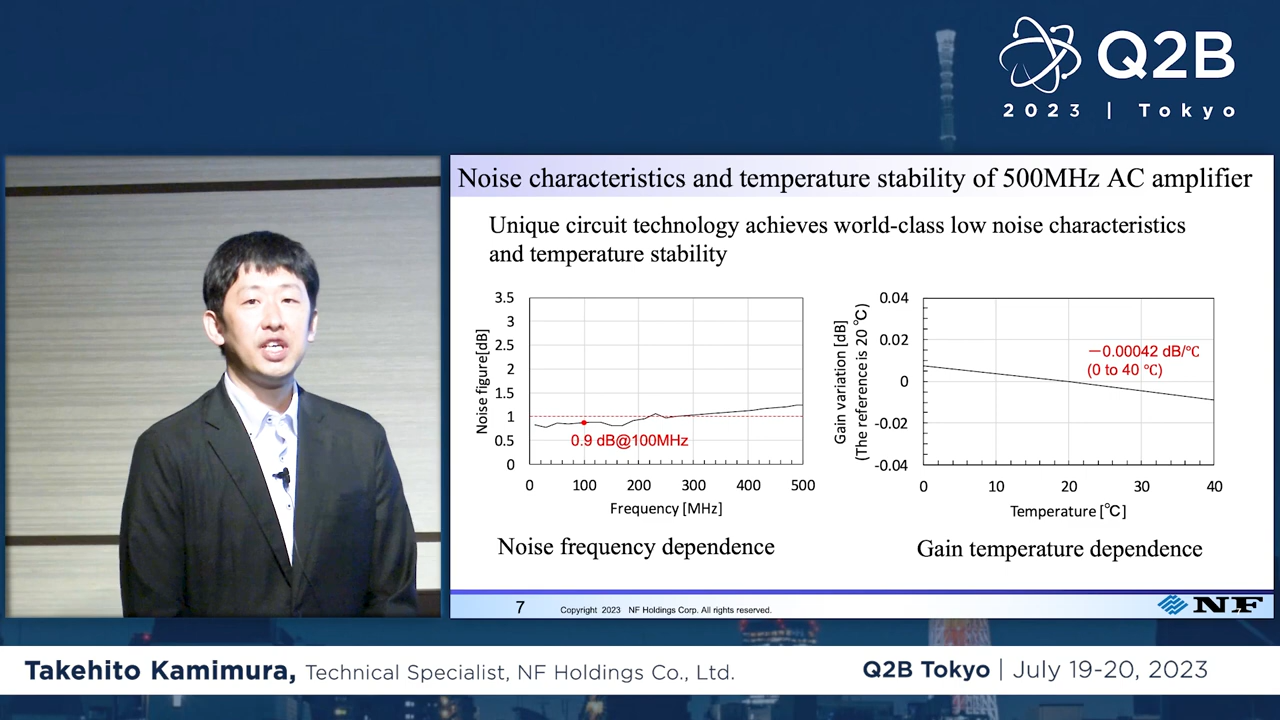 Q2B
2023 | Tokyo
Noise characteristics and temperature stability of 500MHz AC amplifier
Unique circuit technology achieves world-class low noise characteristics
and temperature stability
Noise figure[dB]
3.5
3
2.5
2
1.5
1
0.5
0
0.9 dB@100MHz
0 100 200 300 400 500
Frequency [MHz]
Noise frequency dependence
Gain variation [dB]
(The reference is 20 ℃)
0.04
0.02
0
-0.02
-0.04
－0.00042 dB/℃
(0 to 40 ℃)
0 10 20 30 40
Temperature [℃]
Gain temperature dependence
7
Copyright 2023 NF Holdings Corp. All rights reserved.
NF
Takehito Kamimura, Technical Specialist, NF Holdings Co., Ltd.
Q2B Tokyo | July 19-20, 2023